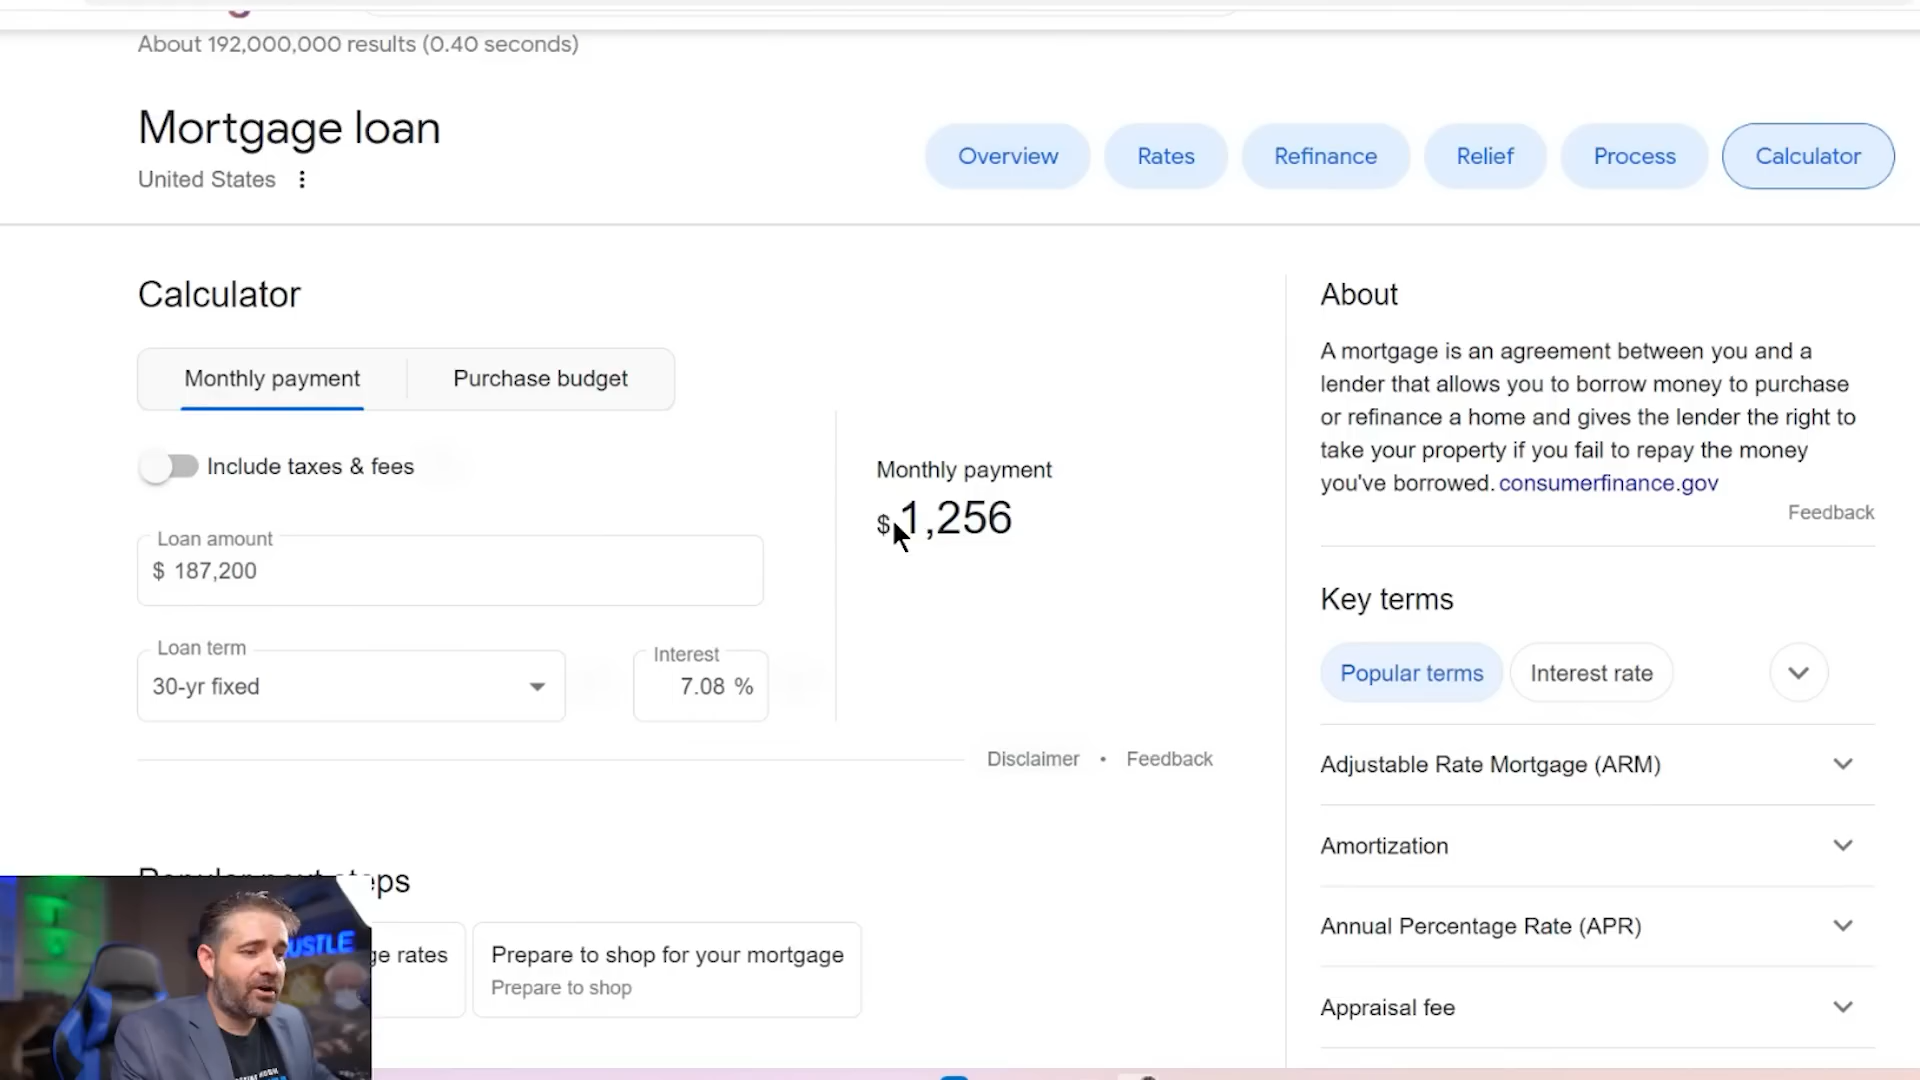 About 192,000,000 results (0.40 seconds)
Mortgage loan
United States
Overview
Rates
Refinance
Relief
Process
Calculator
Calculator
Monthly payment
Purchase budget
Include taxes & fees
Loan amount
$ 187,200
Loan term
30-yr fixed
Interest
7.08 %
Monthly payment
$1,256
Disclaimer • Feedback
About
A mortgage is an agreement between you and a
lender that allows you to borrow money to purchase
or refinance a home and gives the lender the right to
take your property if you fail to repay the money
you've borrowed. consumerfinance.gov
Feedback
Key terms
Popular terms
Interest rate
Adjustable Rate Mortgage (ARM)
Amortization
Annual Percentage Rate (APR)
Appraisal fee
rates
Prepare to shop for your mortgage
Prepare to shop